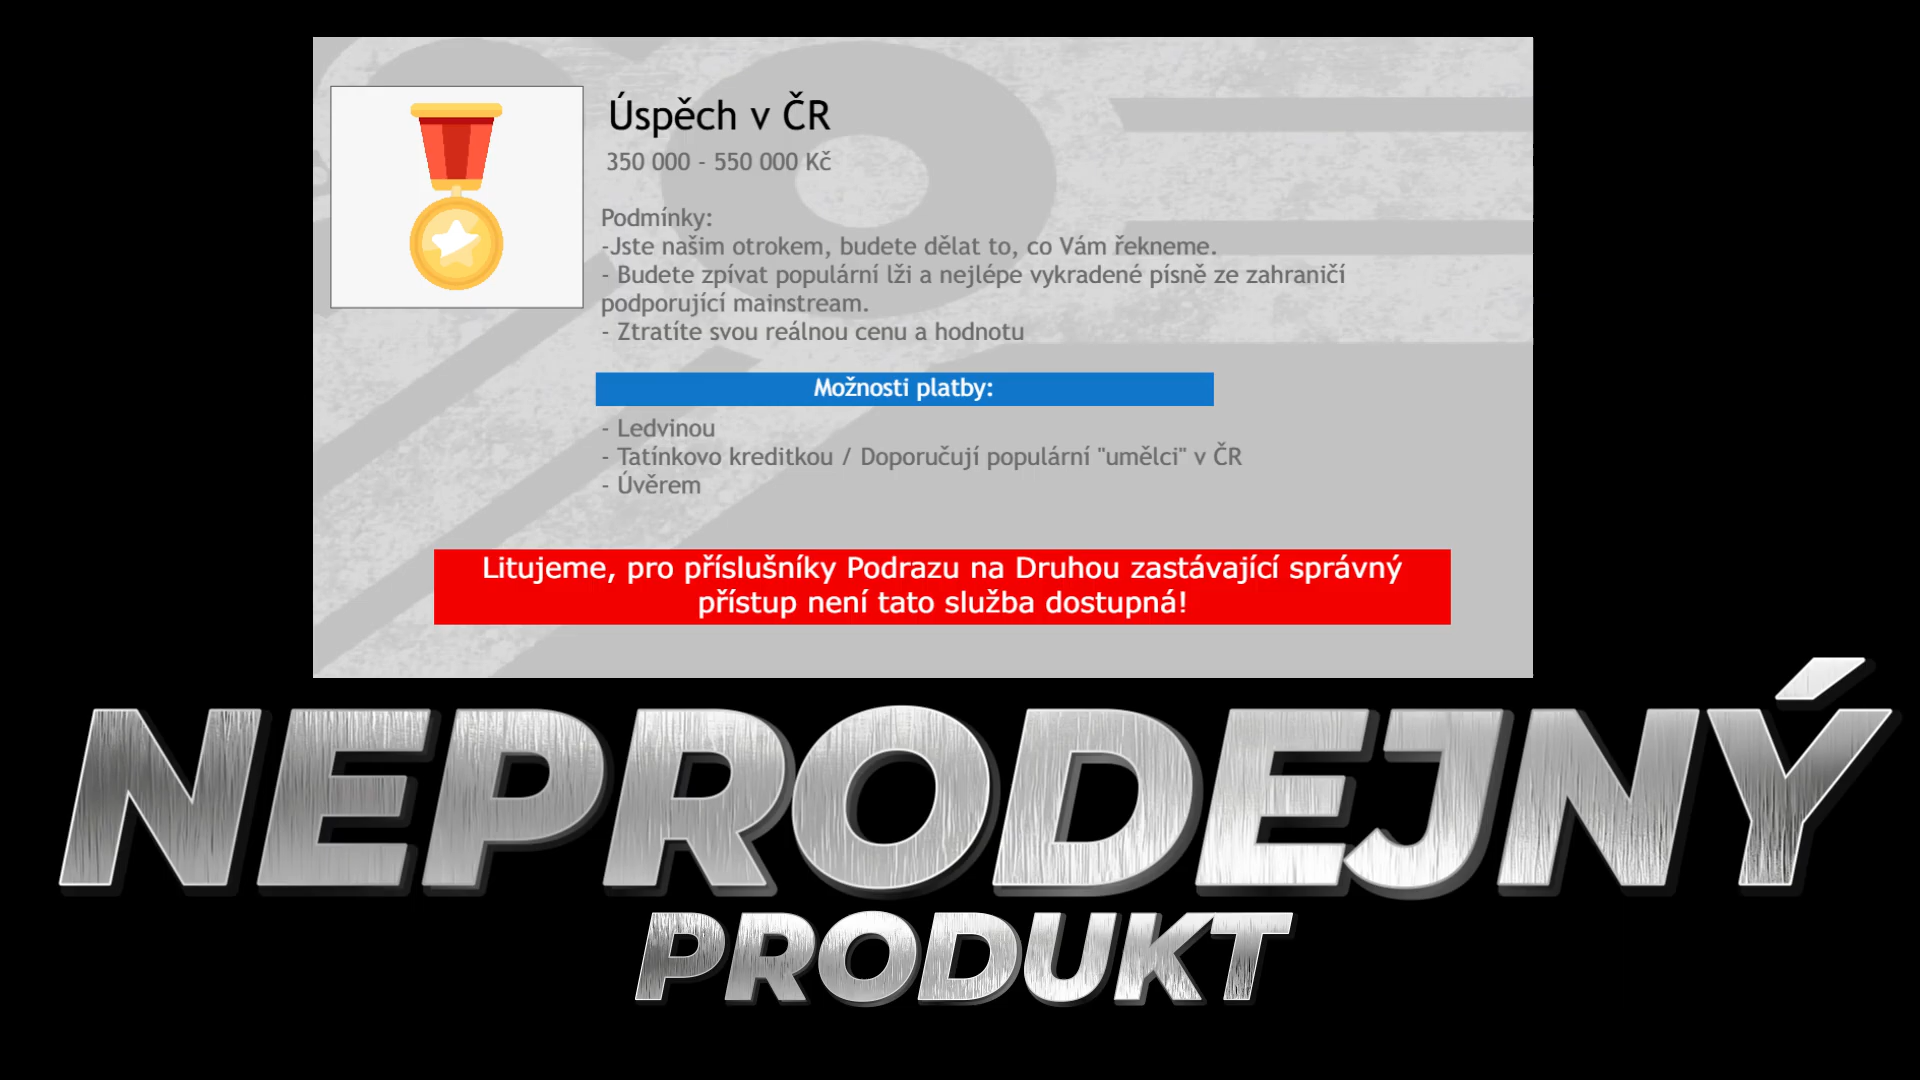 Úspěch v ČR
350 000 - 550 000 Kč
Podmínky:
-Jste našim otrokem, budete dělat to, co Vám řekneme.
- Budete zpívat populární lži a nejlépe vykradené písně ze zahraničí
podporující mainstream.
- Ztratíte svou reálnou cenu a hodnotu
Možnosti platby:
- Ledvinou
- Tatínkovo kreditkou / Doporučují populární "umělci" v ČR
- Úvěrem
Litujeme, pro příslušníky Podrazu na Druhou zastávající správný
přístup není tato služba dostupná!
NEPRODEJNÝ
PRODUKT